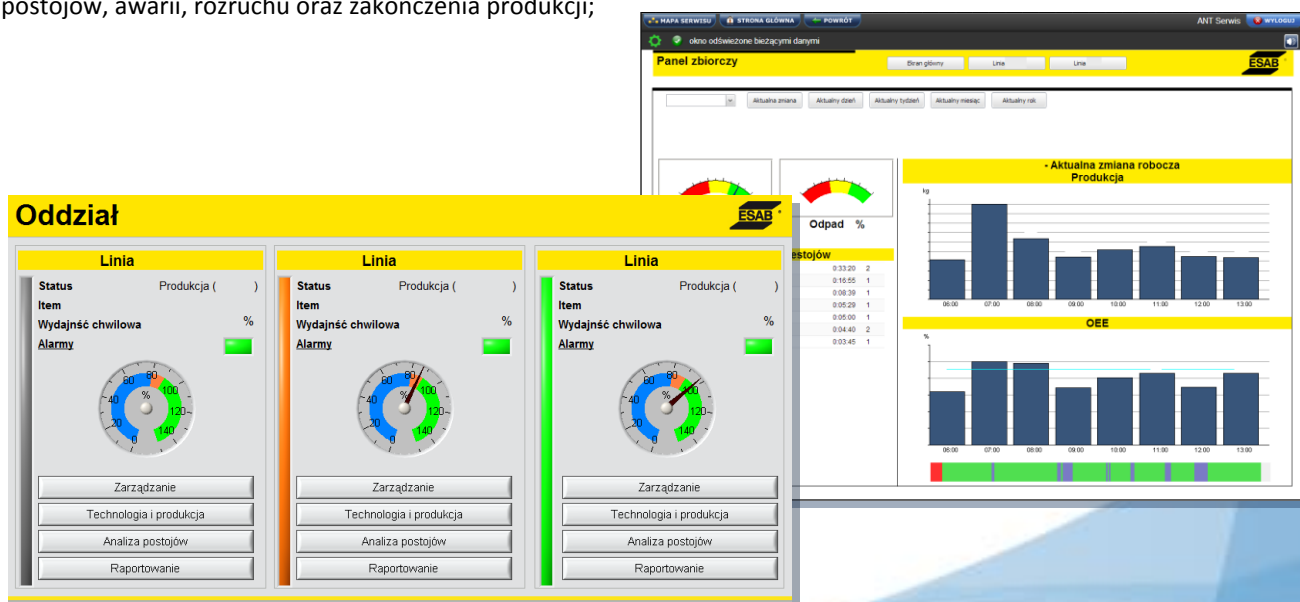 postojów, awarii, rozruchu oraz zakończenia produkcji;
MAPA SERWISU STRONA GŁÓWNA POWRÓT ANT Serwis WYLOGUJ
okno odświeżone bieżącymi danymi
Panel zbiorczy Ekran główny Linia Linia ESAB
Aktualna zmiana Aktualny dzień Aktualny tydzień Aktualny miesiąc Aktualny rok
- Aktualna zmiana robocza
Produkcja
kg
06:00 07:00 08:00 09:00 10:00 11:00 12:00 13:00
Odpad %
estojów
0:33:20 2
0:16:55 1
0:08:39 1
0:05:29 1
0:05:00 1
0:04:40 2
0:03:45 1
OEE
%
06:00 07:00 08:00 09:00 10:00 11:00 12:00 13:00
Oddział ESAB
Linia
Status Produkcja ( )
Item
Wydajnść chwilowa %
Alarmy
0 20 40 60 80 100 120 140 %
Zarządzanie
Technologia i produkcja
Analiza postojów
Raportowanie
Linia
Status Produkcja ( )
Item
Wydajnść chwilowa %
Alarmy
0 20 40 60 80 100 120 140 %
Zarządzanie
Technologia i produkcja
Analiza postojów
Raportowanie
Linia
Status Produkcja ( )
Item
Wydajnść chwilowa %
Alarmy
0 20 40 60 80 100 120 140 %
Zarządzanie
Technologia i produkcja
Analiza postojów
Raportowanie